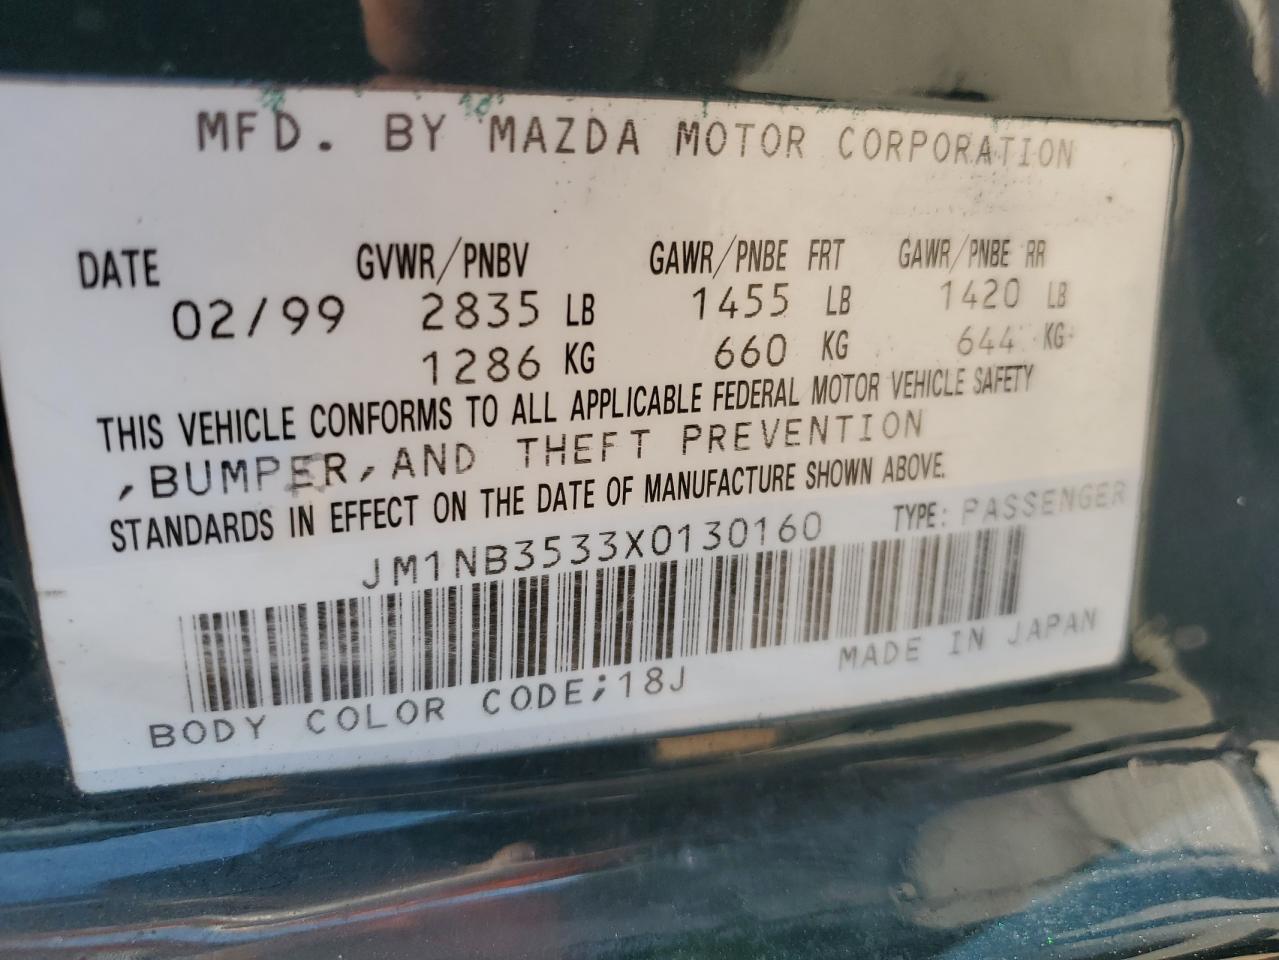 MFD. BY MAZDA MOTOR CORPORATION
DATE GVWR/PNBV GAWR/PNBE FRT GAWR/PNBE RR
02/99 2835 LB 1455 LB 1420 LB
1286 KG 660 KG 644 KG
THIS VEHICLE CONFORMS TO ALL APPLICABLE FEDERAL MOTOR VEHICLE SAFETY
,BUMPER,AND THEFT PREVENTION
STANDARDS IN EFFECT ON THE DATE OF MANUFACTURE SHOWN ABOVE.
JM1NB3533X0130160 TYPE: PASSENGER
MADE IN JAPAN
BODY COLOR CODE;18J